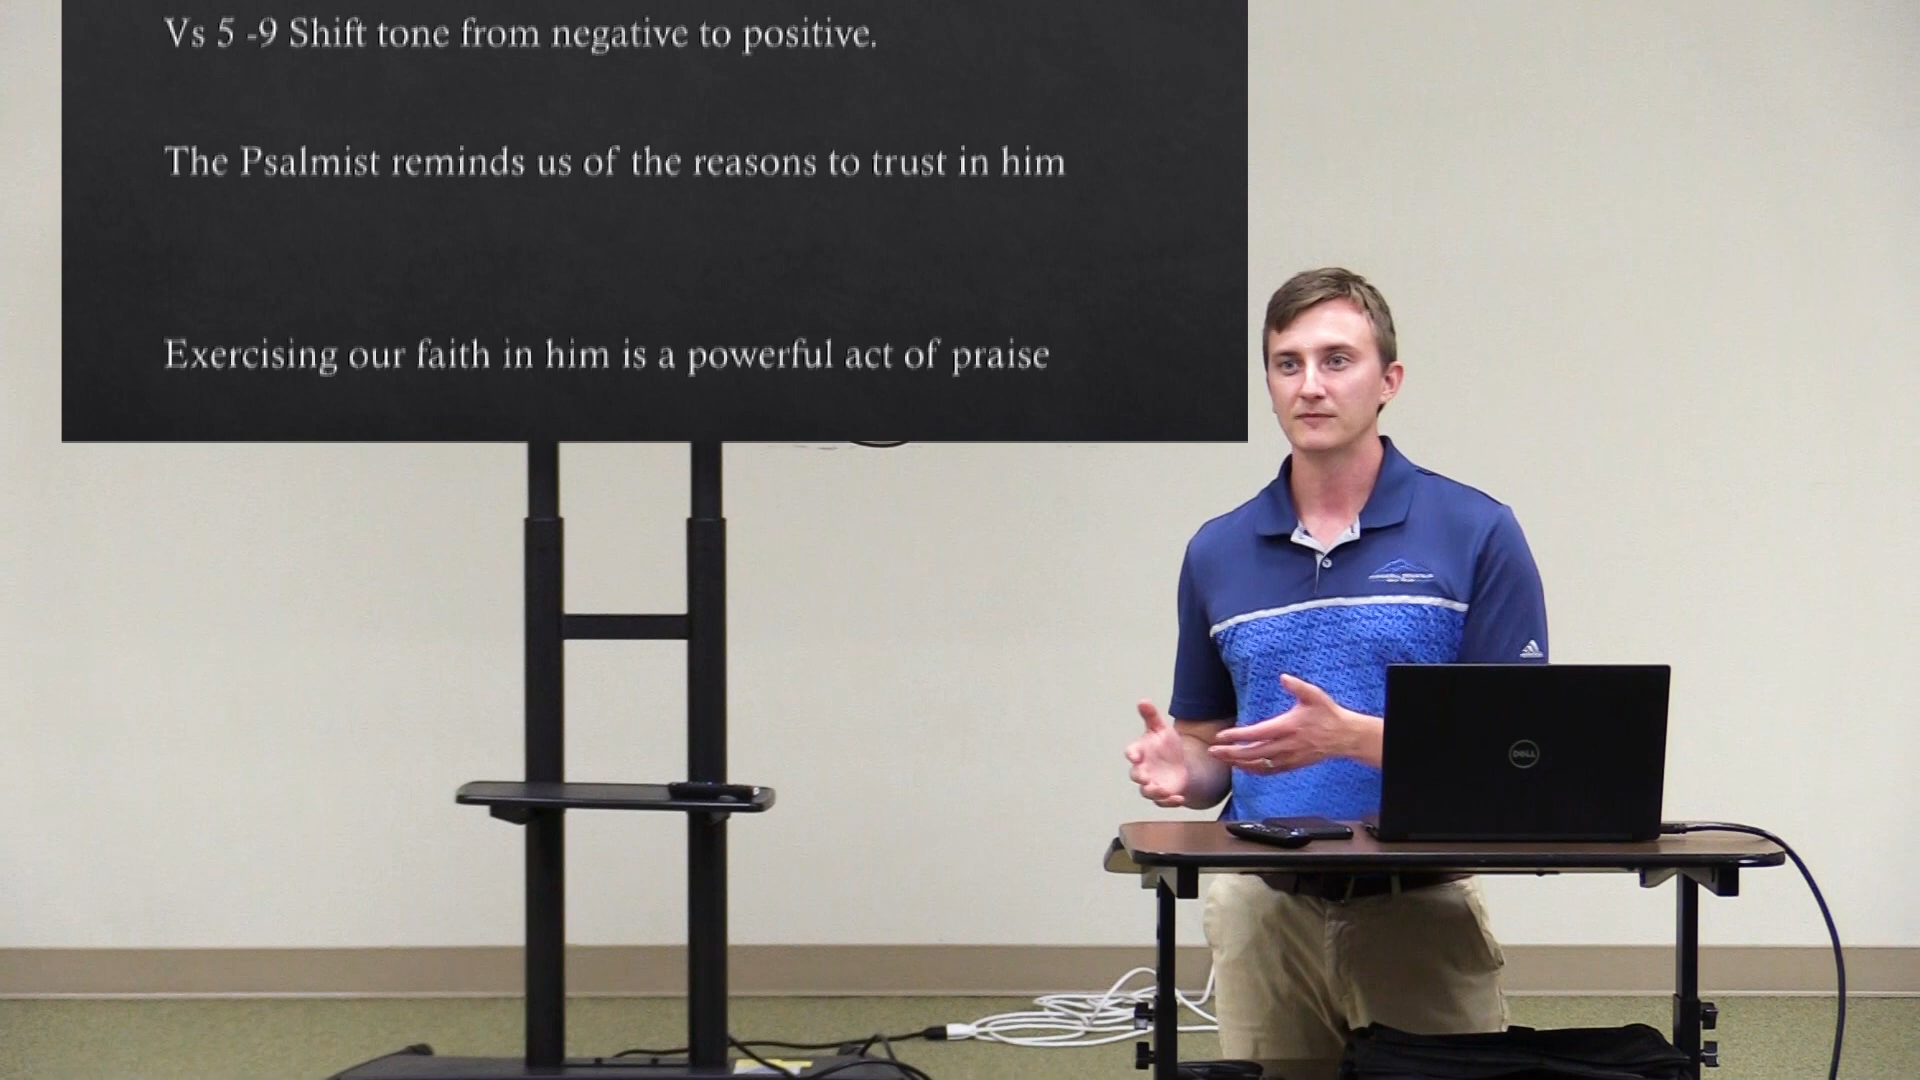 Vs 5 -9 Shift tone from negative to positive.
The Psalmist reminds us of the reasons to trust in him
Exercising our faith in him is a powerful act of praise
DELL